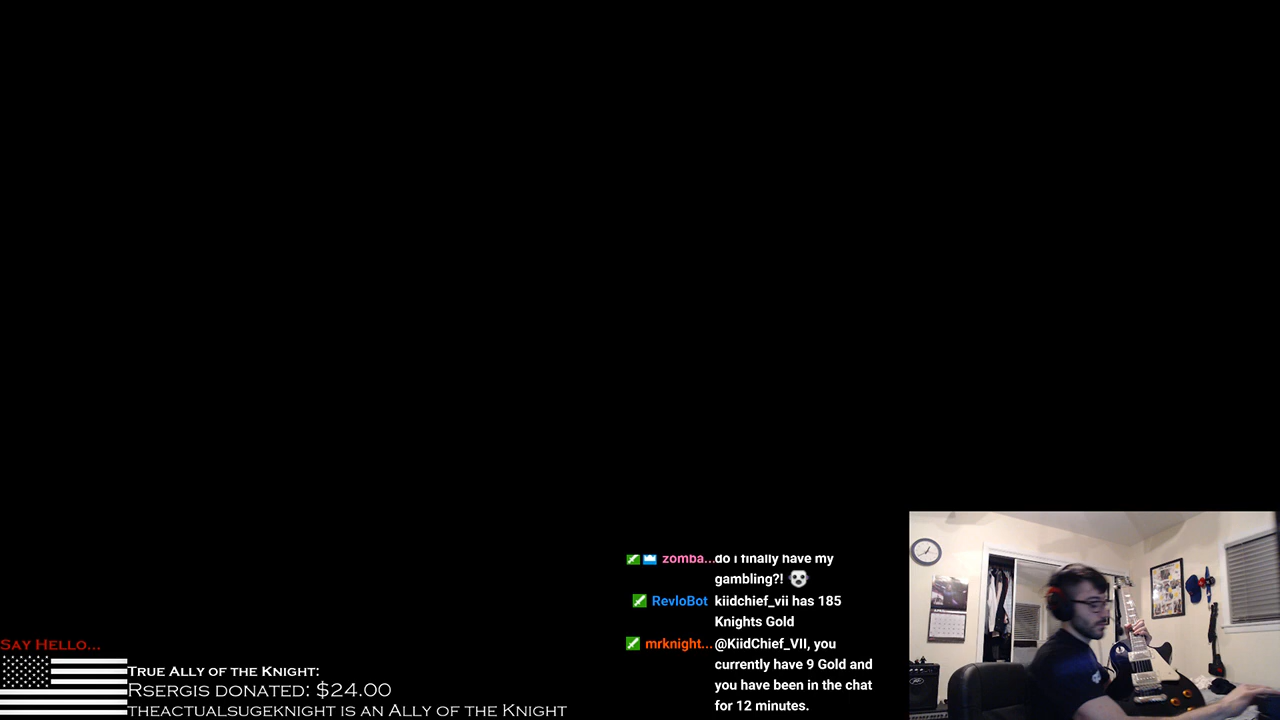 zomba... do i finally have my
gambling?!
RevloBot kiidchief_vii has 185
Knights Gold
mrknight... @KiidChief_VII, you
currently have 9 Gold and
you have been in the chat
for 12 minutes.
Say Hello...
True Ally of the Knight:
Rsergis donated: $24.00
theactualsugeknight is an Ally of the Knight